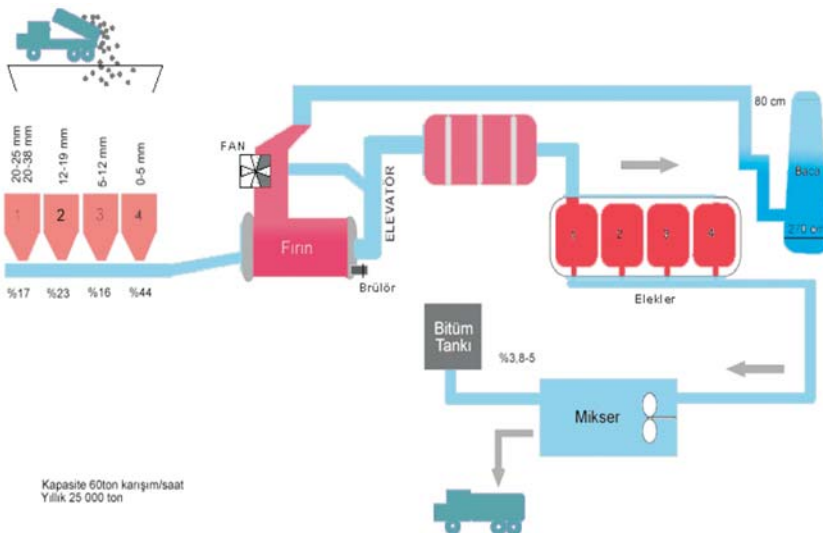 20-25 mm
20-38 mm
12-19 mm
5-12 mm
0-5 mm
1
2
3
4
%17
%23
%16
%44
FAN
Fırın
Brülör
ELEVATÖR
80 cm
Baca
1
2
3
4
Elekler
Bitüm
Tankı
%3,8-5
Mikser
Kapasite 60ton karışım/saat
Yıllık 25 000 ton